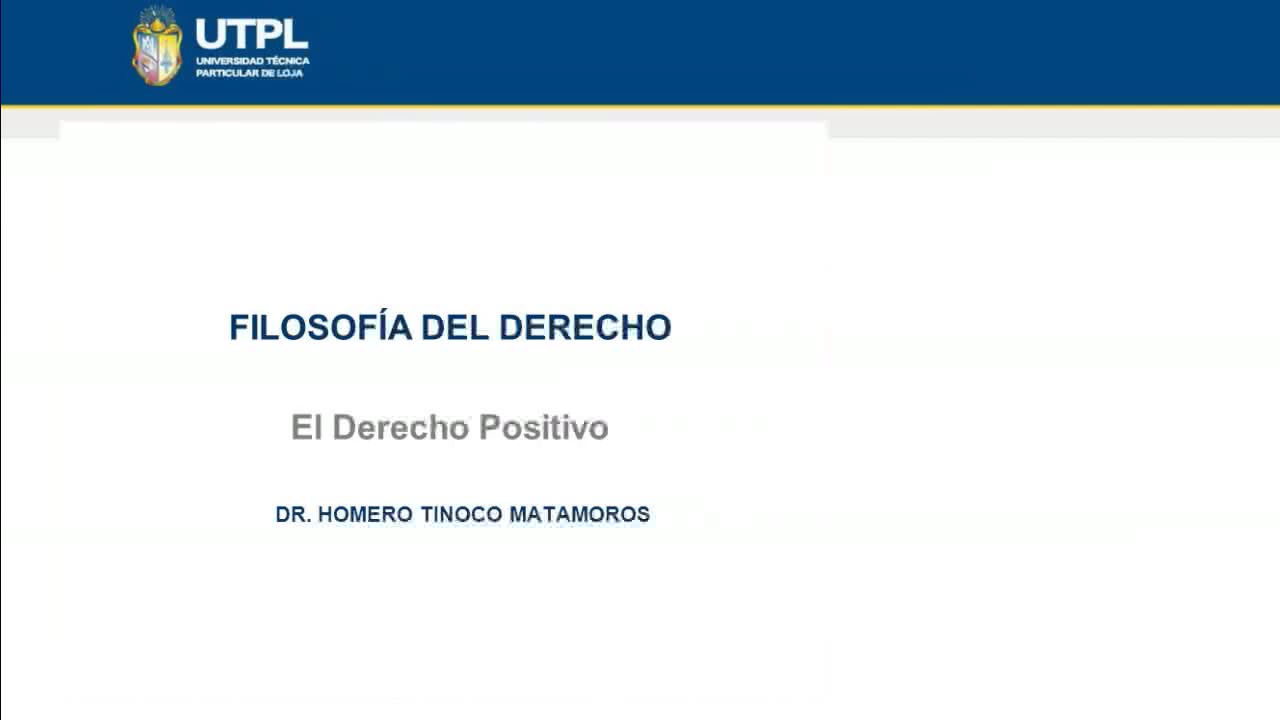 UTPL
UNIVERSIDAD TÉCNICA
PARTICULAR DE LOJA
FILOSOFÍA DEL DERECHO
El Derecho Positivo
DR. HOMERO TINOCO MATAMOROS